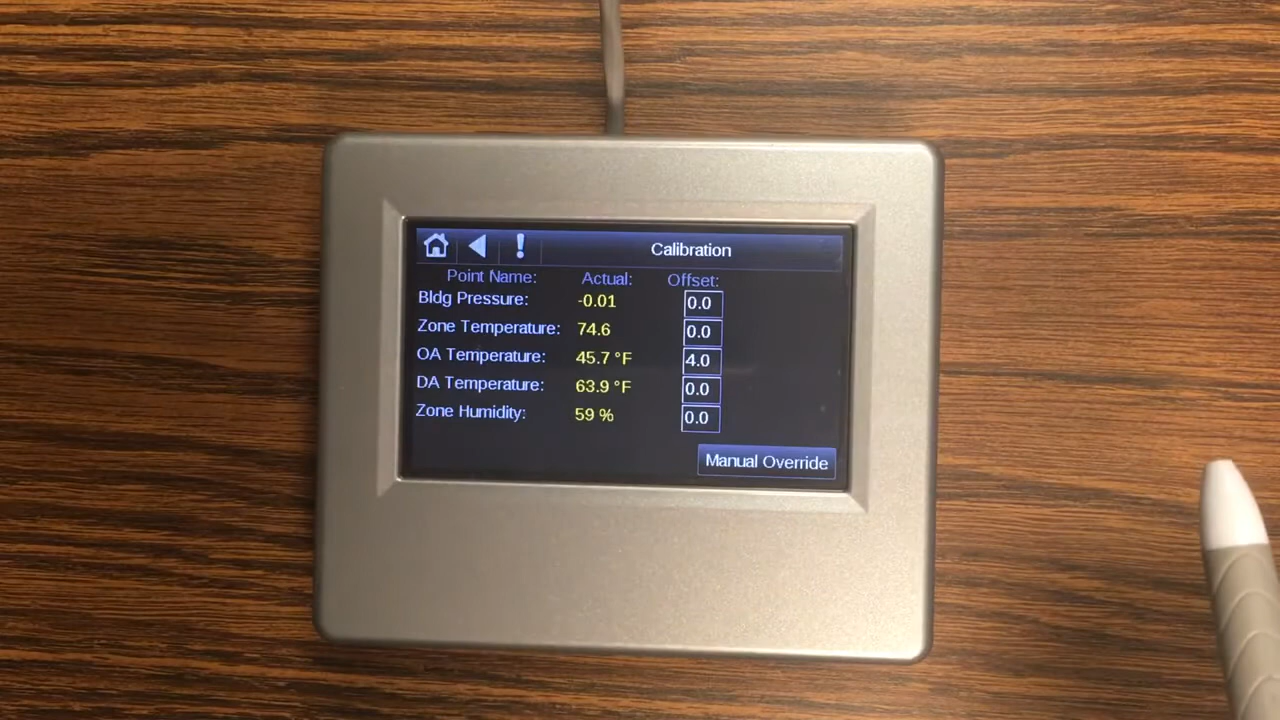 Calibration
Point Name: Actual: Offset:
Bldg Pressure: -0.01 0.0
Zone Temperature: 74.6 0.0
OA Temperature: 45.7 °F 4.0
DA Temperature: 63.9 °F 0.0
Zone Humidity: 59 % 0.0
Manual Override